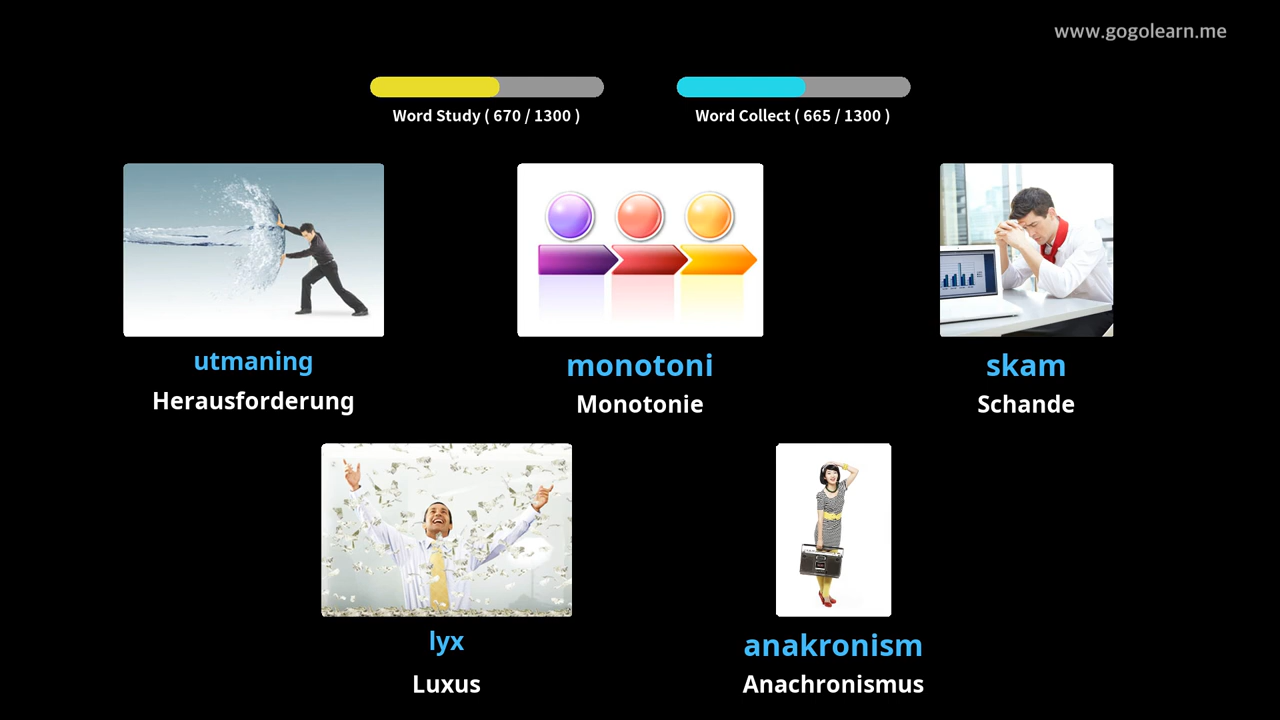 www.gogolearn.me
Word Study ( 670 / 1300 )
Word Collect ( 665 / 1300 )
utmaning
Herausforderung
monotoni
Monotonie
skam
Schande
lyx
Luxus
anakronism
Anachronismus